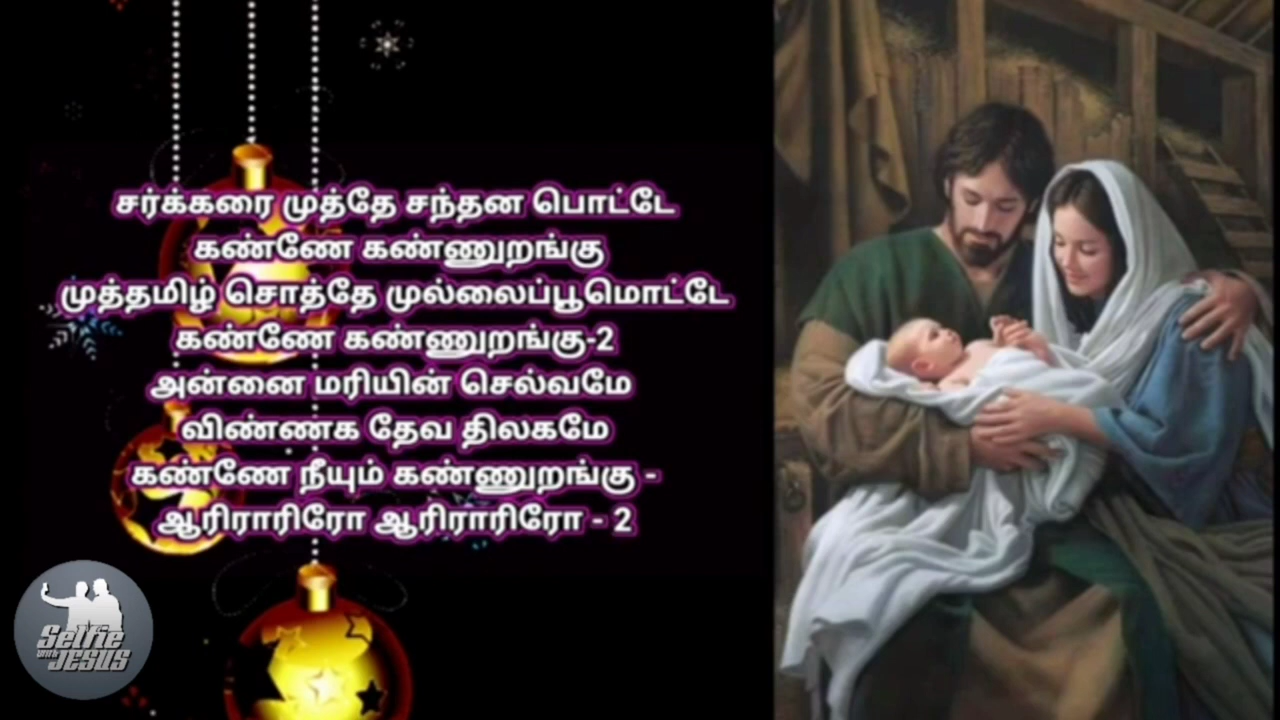 சர்க்கரை முத்தே சந்தன பொட்டே
கண்ணே கண்ணுறங்கு
முத்தமிழ் சொத்தே முல்லைப்பூமொட்டே
கண்ணே கண்ணுறங்கு-2
அன்னை மரியின் செல்வமே
விண்ணக தேவ திலகமே
கண்ணே நீயும் கண்ணுறங்கு -
ஆரிராரிரோ ஆரிராரிரோ - 2
Selfie
with JESUS